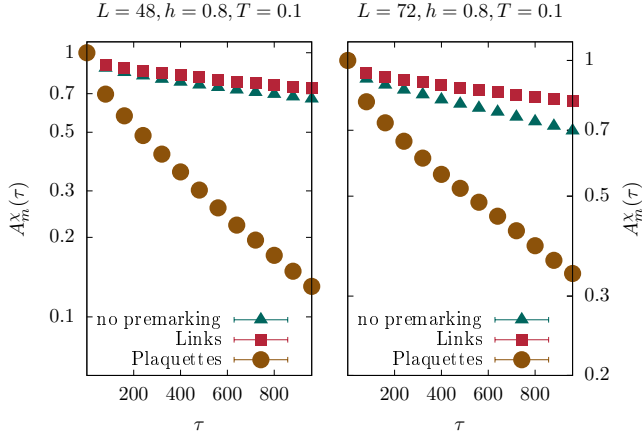 L = 48, h = 0.8, T = 0.1
L = 72, h = 0.8, T = 0.1
1
0.7
0.5
0.3
0.2
0.1
A_m^χ(τ)
no premarking
Links
Plaquettes
200 400 600 800
τ
no premarking
Links
Plaquettes
200 400 600 800
τ
1
0.7
0.5
0.3
0.2
A_m^χ(τ)